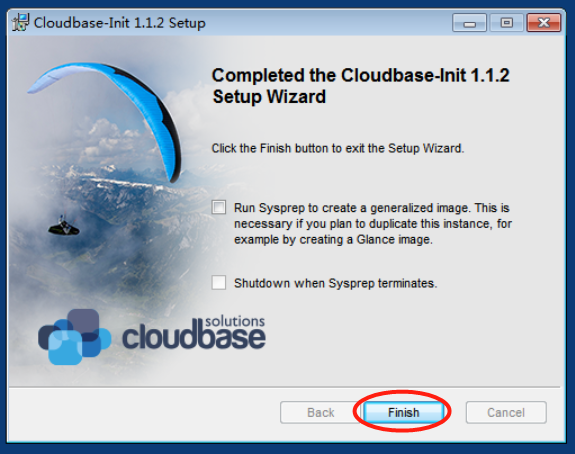 Cloudbase-Init 1.1.2 Setup
Completed the Cloudbase-Init 1.1.2
Setup Wizard
Click the Finish button to exit the Setup Wizard.
Run Sysprep to create a generalized image. This is
necessary if you plan to duplicate this instance, for
example by creating a Glance image.
Shutdown when Sysprep terminates.
solutions
cloudbase
Back
Finish
Cancel